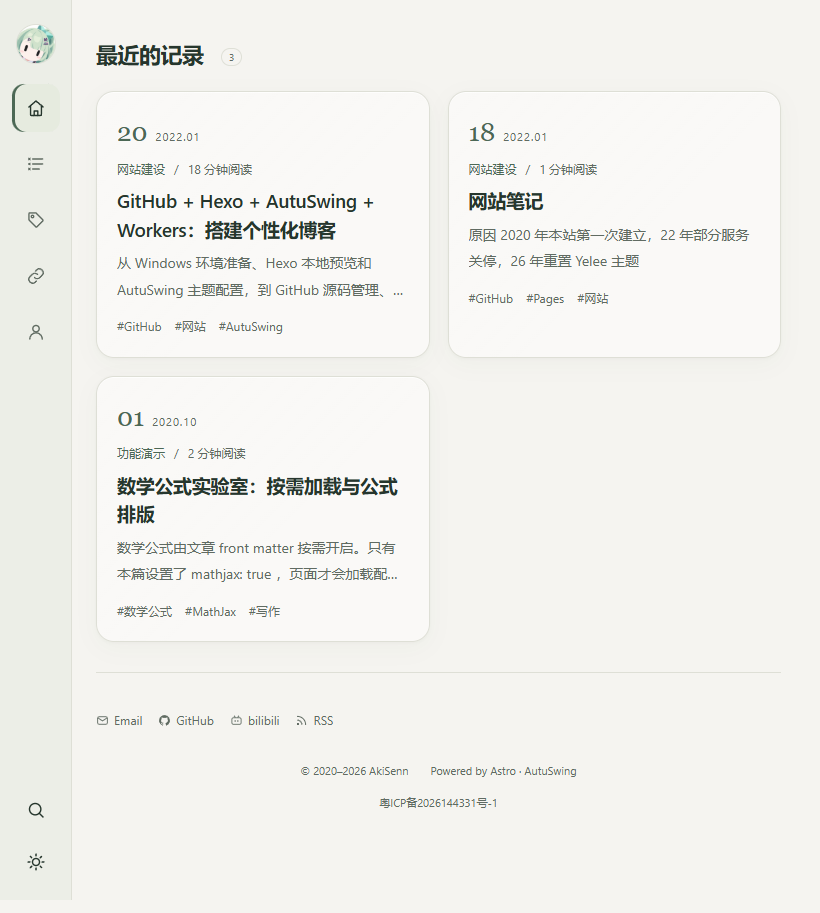 最近的记录 3
20 2022.01
网站建设 / 18 分钟阅读
GitHub + Hexo + AutuSwing +
Workers：搭建个性化博客
从 Windows 环境准备、Hexo 本地预览和
AutuSwing 主题配置，到 GitHub 源码管理、...
#GitHub #网站 #AutuSwing
18 2022.01
网站建设 / 1 分钟阅读
网站笔记
原因 2020 年本站第一次建立，22 年部分服务
关停，26 年重置 Yelee 主题
#GitHub #Pages #网站
01 2020.10
功能演示 / 2 分钟阅读
数学公式实验室：按需加载与公式
排版
数学公式由文章 front matter 按需开启。只有
本篇设置了 mathjax: true ，页面才会加载配...
#数学公式 #MathJax #写作
Email GitHub bilibili RSS
© 2020–2026 AkiSenn Powered by Astro · AutuSwing
粤ICP备2026144331号-1